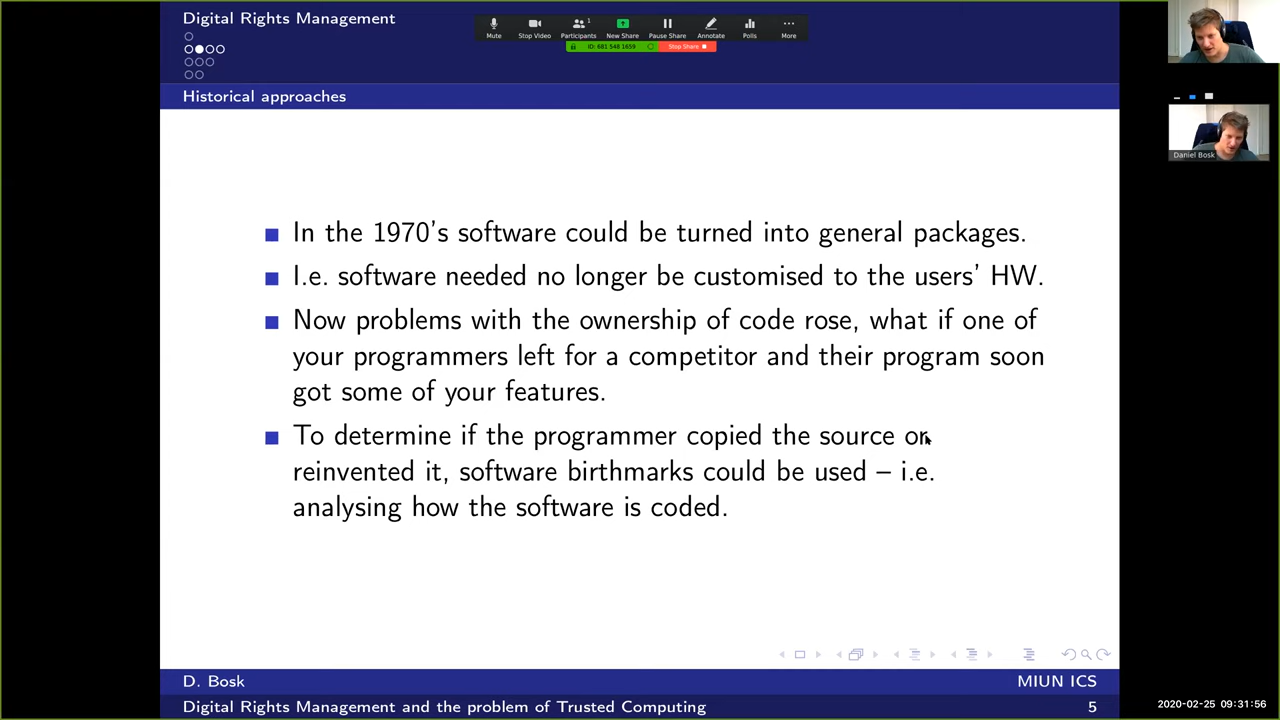 Digital Rights Management
Mute
Stop Video
Participants
1
New Share
Pause Share
Annotate
Polls
More
ID: 681 548 1659
Stop Share
Historical approaches
Daniel Bosk
In the 1970's software could be turned into general packages.
I.e. software needed no longer be customised to the users' HW.
Now problems with the ownership of code rose, what if one of
your programmers left for a competitor and their program soon
got some of your features.
To determine if the programmer copied the source or
reinvented it, software birthmarks could be used – i.e.
analysing how the software is coded.
D. Bosk
MIUN ICS
Digital Rights Management and the problem of Trusted Computing
5
2020-02-25 09:31:56